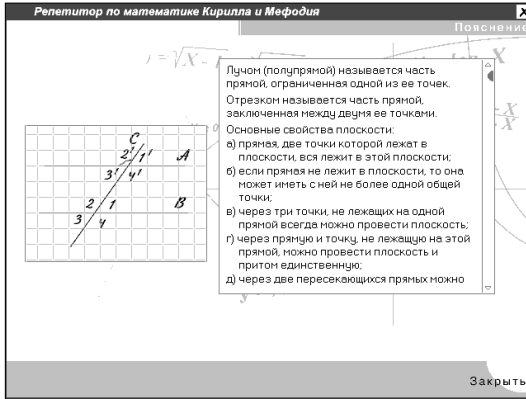 Репетитор по математике Кирилла и Мефодия
X
Пояснение
Лучом (полупрямой) называется часть
прямой, ограниченная одной из ее точек.
Отрезком называется часть прямой,
заключенная между двумя ее точками.
Основные свойства плоскости:
а) прямая, две точки которой лежат в
плоскости, вся лежит в этой плоскости;
б) если прямая не лежит в плоскости, то она
может иметь с ней не более одной общей
точки;
в) через три точки, не лежащих на одной
прямой всегда можно провести плоскость;
г) через прямую и точку, не лежащую на этой
прямой, можно провести плоскость и
притом единственную;
д) через две пересекающихся прямых можно
C
2' 1' A
3' 4'
2 1 B
3 4
Закрыть